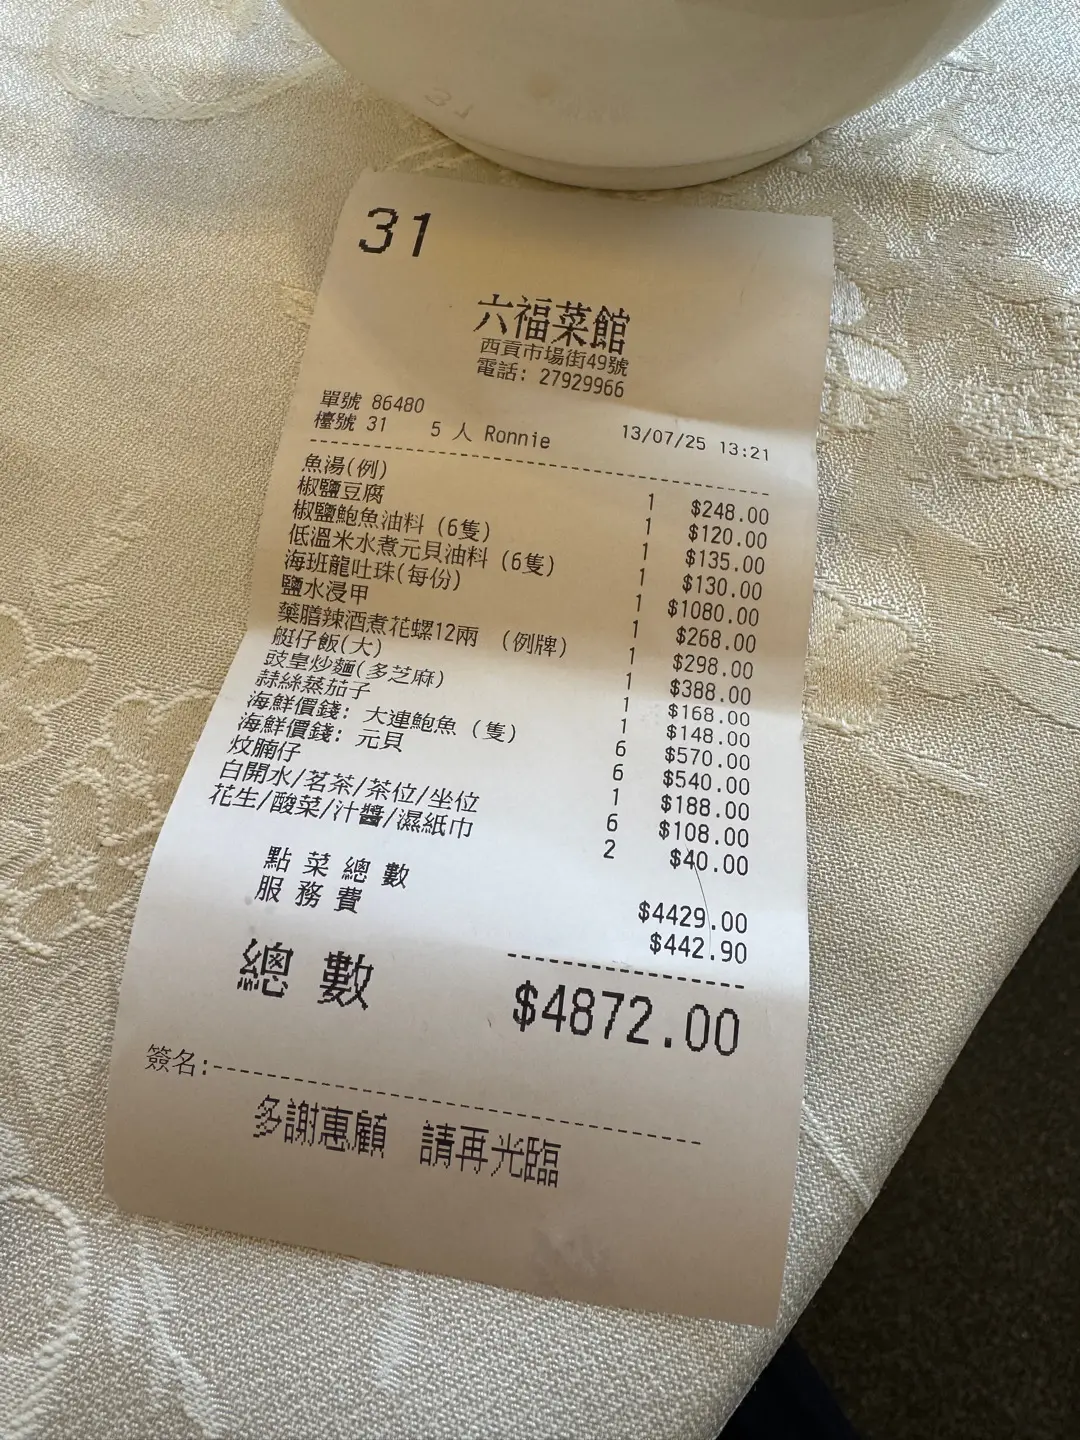 31
六福菜館
西貢市場街49號
電話: 27929966
單號 86480
檯號 31 5 人 Ronnie 13/07/25 13:21
魚湯(例) 1 $248.00
椒鹽豆腐 1 $120.00
椒鹽鮑魚油料 (6隻) 1 $135.00
低溫米水煮元貝油料 (6隻) 1 $130.00
海班龍吐珠(每份) 1 $1080.00
鹽水浸甲 1 $268.00
藥膳辣酒煮花螺12兩 (例牌) 1 $298.00
艇仔飯(大) 1 $388.00
豉皇炒麵(多芝麻) 1 $168.00
蒜絲蒸茄子 1 $148.00
海鮮價錢: 大連鮑魚 (隻) 6 $570.00
海鮮價錢: 元貝 6 $540.00
炆腩仔 1 $188.00
白開水/茗茶/茶位/坐位 6 $108.00
花生/酸菜/汁醬/濕紙巾 2 $40.00
點菜總數 $4429.00
服務費 $442.90
總數 $4872.00
簽名:
多謝惠顧 請再光臨